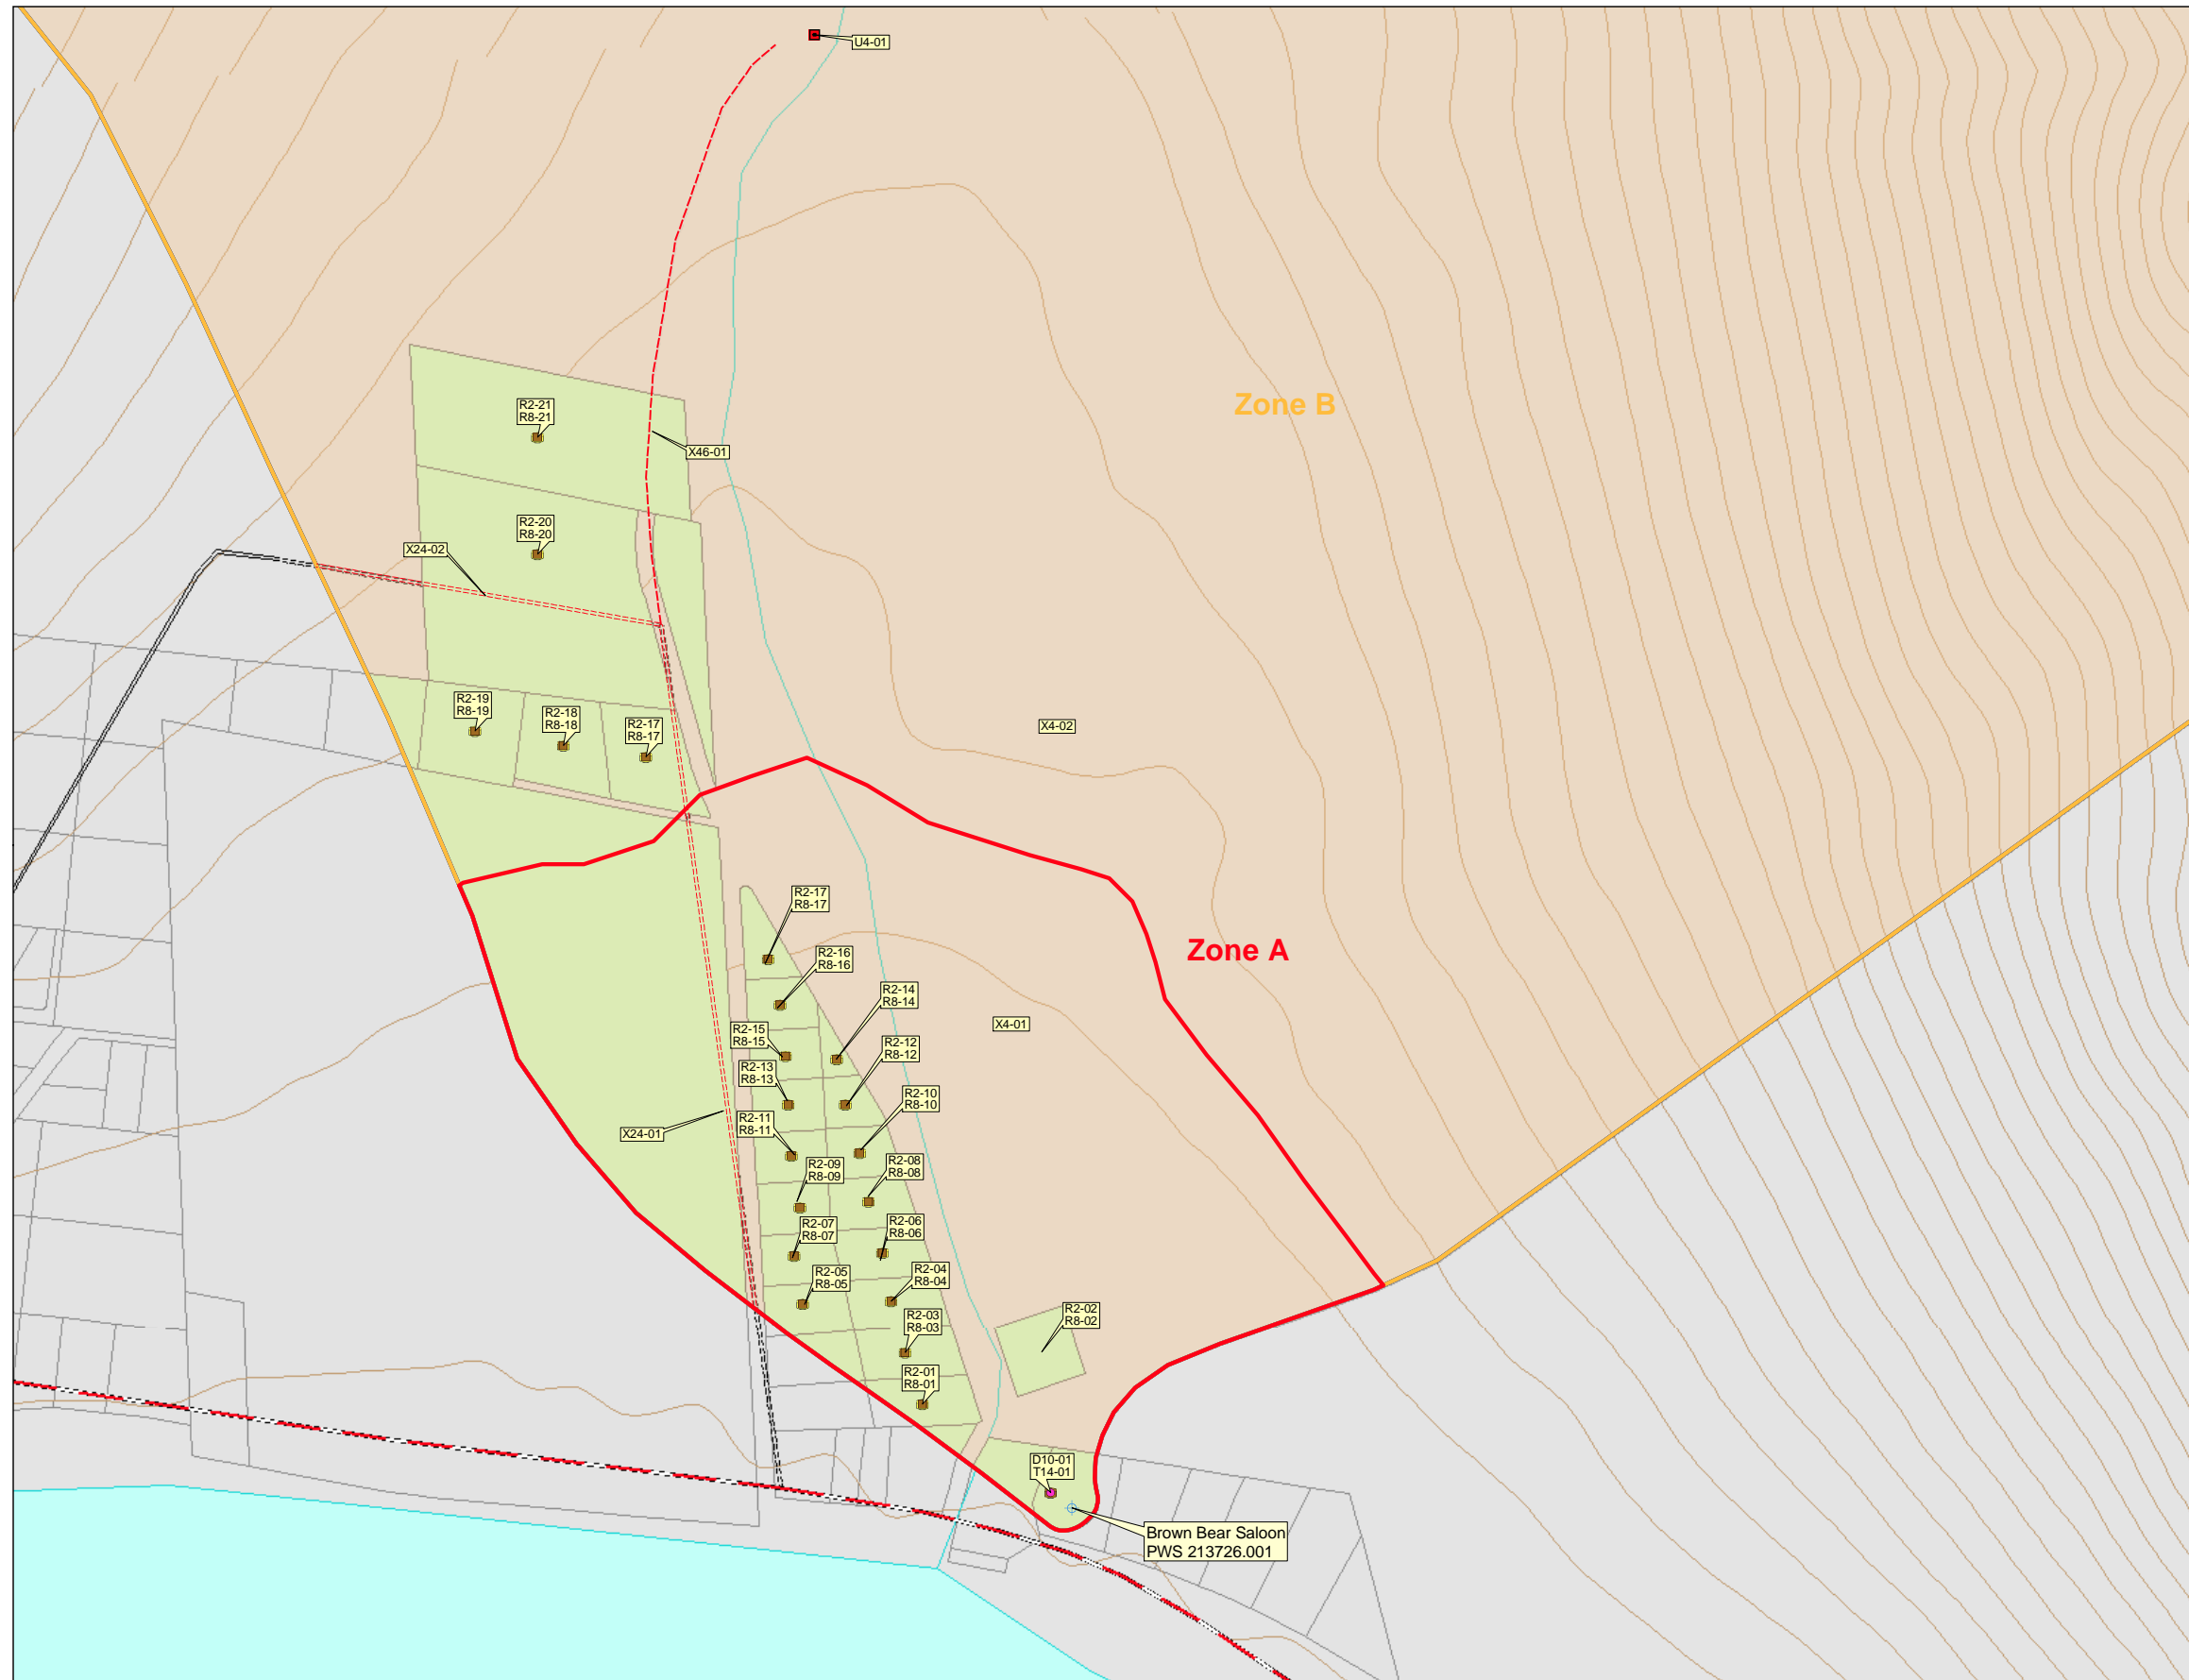 U4-01
R2-21
R8-21
Zone B
X46-01
R2-20
R8-20
X24-02
R2-19
R8-19
R2-18
R8-18
R2-17
R8-17
X4-02
R2-17
R8-17
Zone A
R2-16
R8-16
R2-14
R8-14
X4-01
R2-15
R8-15
R2-12
R8-12
R2-13
R8-13
R2-10
R8-10
R2-11
R8-11
X24-01
R2-09
R8-09
R2-08
R8-08
R2-07
R8-07
R2-06
R8-06
R2-05
R8-05
R2-04
R8-04
R2-03
R8-03
R2-02
R8-02
R2-01
R8-01
D10-01
T14-01
Brown Bear Saloon
PWS 213726.001